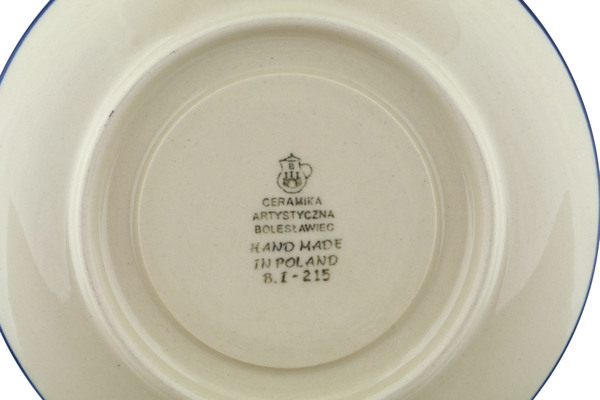 B
CERAMIKA
ARTYSTYCZNA
BOLESŁAWIEC
HAND MADE
IN POLAND
B.I-215